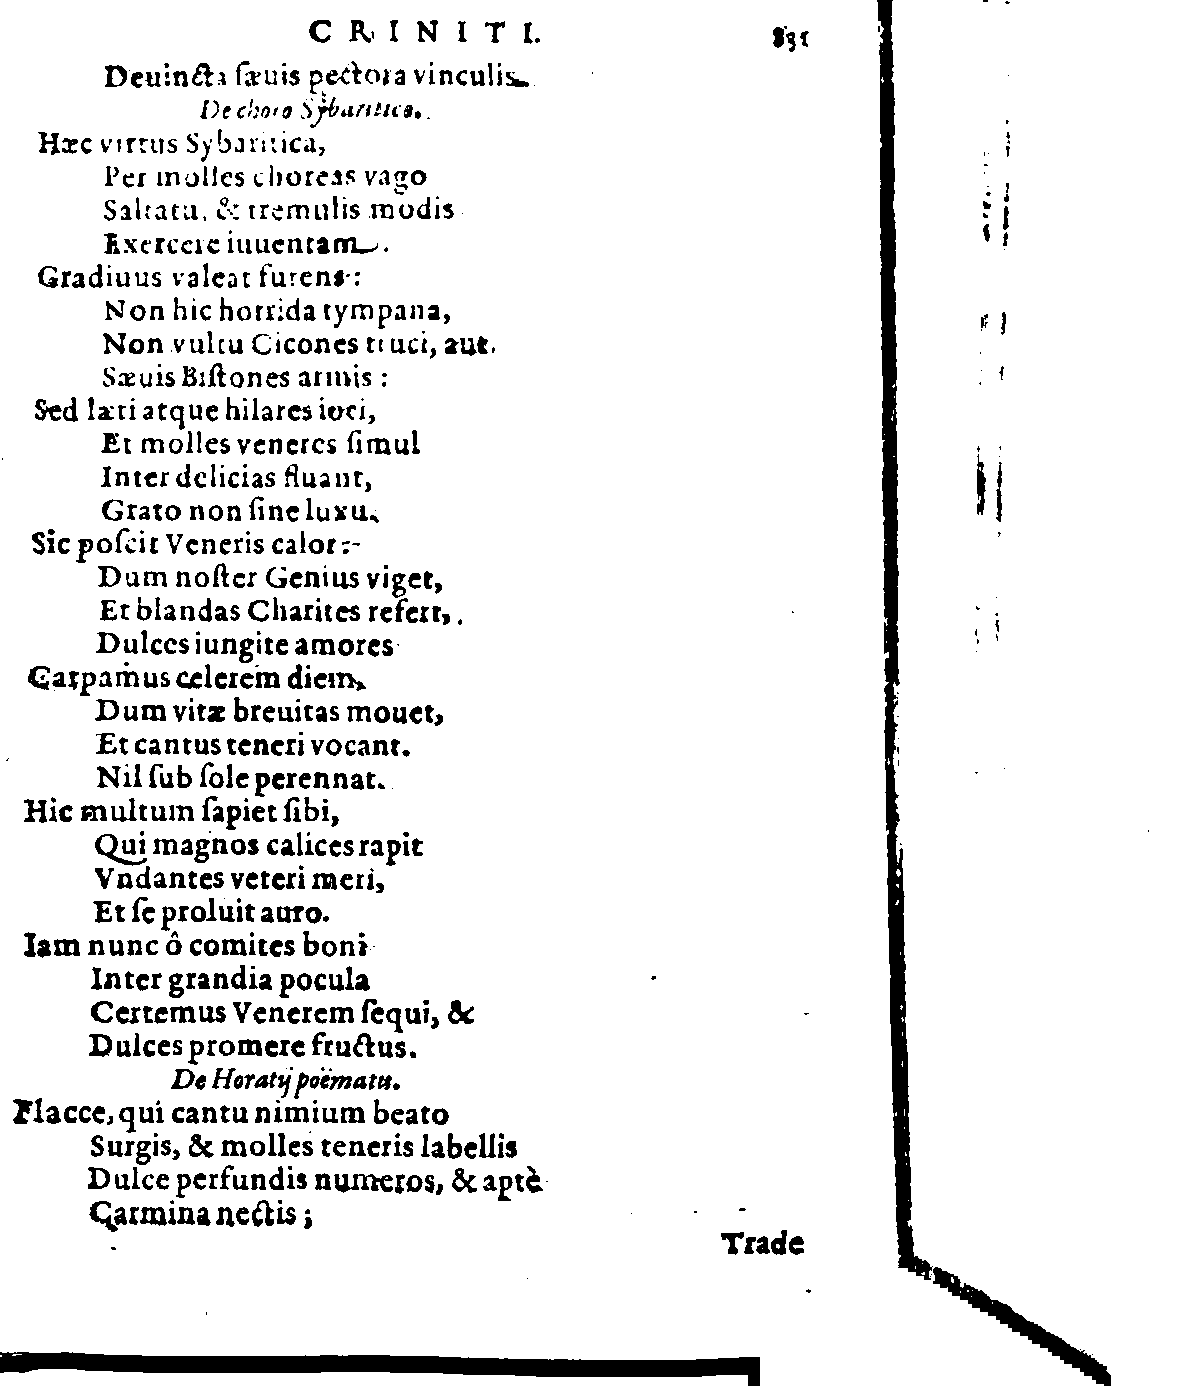 CRINITI. 831
Deuincta sæuis pectora vinculis.
De choro Sybaritico.
Hæc virtus Sybaritica,
Per molles choreas vago
Saltatu, & tremulis modis
Exercere iuuentam.
Gradiuus valeat furens:
Non hic horrida tympana,
Non vultu Cicones truci, aut
Sæuis Bistones armis:
Sed læti atque hilares ioci,
Et molles veneres simul
Inter delicias fluant,
Grato non sine luxu.
Sic poscit Veneris calor:
Dum noster Genius viget,
Et blandas Charites refert,
Dulces iungite amores
Carpamus celerem diem,
Dum vitæ breuitas mouet,
Et cantus teneri vocant.
Nil sub sole perennat.
Hic multum sapiet sibi,
Qui magnos calices rapit
Vndantes veteri meri,
Et se proluit auro.
Iam nunc ô comites boni
Inter grandia pocula
Certemus Venerem sequi, &
Dulces promere fructus.
De Horatij poëmatu.
Flacce, qui cantu nimium beato
Surgis, & molles teneris labellis
Dulce perfundis numeros, & aptè
Carmina nectis;
Trade